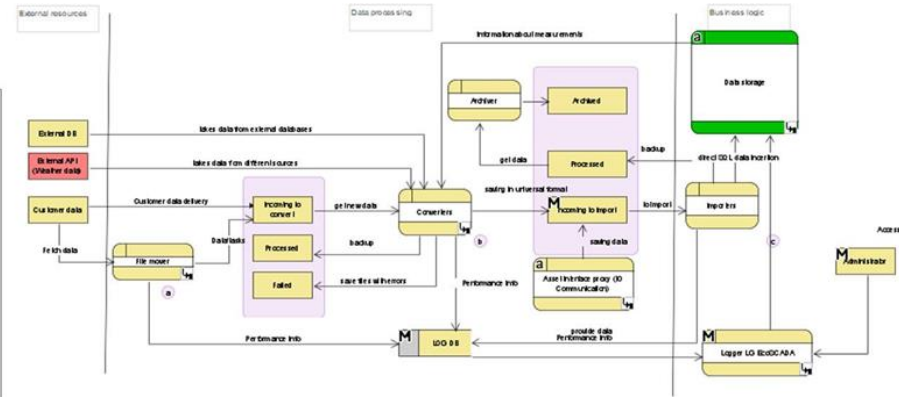 External resources
Data processing
Business logic
Information about measurements
a
Data storage
Archiver
Archived
External DB
takes data from external databases
External API
(Weather data)
takes data from different sources
get data
Processed
backup
direct
data insertion
Customer data
Customer data delivery
Incoming to
convert
get new data
Converters
saving in universal format
M
Incoming to import
to import
Importers
Fetch data
Data/tasks
b
c
saving data
Access
File mover
Processed
backup
M
Administrator
a
Failed
save files with errors
Performance info
a
interface proxy (IO
Communication)
Performance info
M
LOG DB
provide data
Performance info
M
Logger LG EcoSCADA